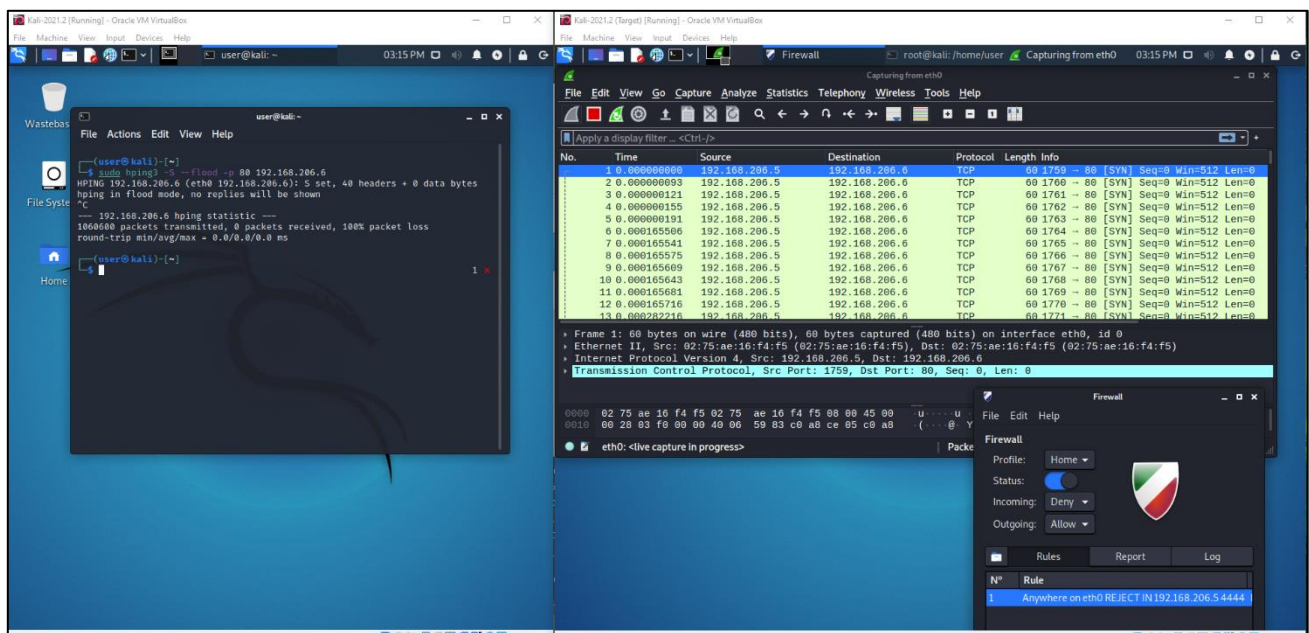 Kali-2021.2 [Running] - Oracle VM VirtualBox
File Machine View Input Devices Help
user@kali: ~ 03:15 PM
Wastebas
File Syste
Home
user@kali: ~
File Actions Edit View Help
(user㉿kali)-[~]
$ sudo hping3 -S --flood -p 80 192.168.206.6
HPING 192.168.206.6 (eth0 192.168.206.6): S set, 40 headers + 0 data bytes
hping in flood mode, no replies will be shown
^C
--- 192.168.206.6 hping statistic ---
1060600 packets transmitted, 0 packets received, 100% packet loss
round-trip min/avg/max = 0.0/0.0/0.0 ms
(user㉿kali)-[~]
$ 1 ×
Kali-2021.2 (Target) [Running] - Oracle VM VirtualBox
File Machine View Input Devices Help
Firewall root@kali: /home/user Capturing from eth0 03:15 PM
Capturing from eth0
File Edit View Go Capture Analyze Statistics Telephony Wireless Tools Help
Apply a display filter ... <Ctrl-/>
No. Time Source Destination Protocol Length Info
1 0.000000000 192.168.206.5 192.168.206.6 TCP 60 1759 → 80 [SYN] Seq=0 Win=512 Len=0
2 0.000000093 192.168.206.5 192.168.206.6 TCP 60 1760 → 80 [SYN] Seq=0 Win=512 Len=0
3 0.000000121 192.168.206.5 192.168.206.6 TCP 60 1761 → 80 [SYN] Seq=0 Win=512 Len=0
4 0.000000155 192.168.206.5 192.168.206.6 TCP 60 1762 → 80 [SYN] Seq=0 Win=512 Len=0
5 0.000000191 192.168.206.5 192.168.206.6 TCP 60 1763 → 80 [SYN] Seq=0 Win=512 Len=0
6 0.000165506 192.168.206.5 192.168.206.6 TCP 60 1764 → 80 [SYN] Seq=0 Win=512 Len=0
7 0.000165541 192.168.206.5 192.168.206.6 TCP 60 1765 → 80 [SYN] Seq=0 Win=512 Len=0
8 0.000165575 192.168.206.5 192.168.206.6 TCP 60 1766 → 80 [SYN] Seq=0 Win=512 Len=0
9 0.000165609 192.168.206.5 192.168.206.6 TCP 60 1767 → 80 [SYN] Seq=0 Win=512 Len=0
10 0.000165643 192.168.206.5 192.168.206.6 TCP 60 1768 → 80 [SYN] Seq=0 Win=512 Len=0
11 0.000165681 192.168.206.5 192.168.206.6 TCP 60 1769 → 80 [SYN] Seq=0 Win=512 Len=0
12 0.000165716 192.168.206.5 192.168.206.6 TCP 60 1770 → 80 [SYN] Seq=0 Win=512 Len=0
13 0.000282216 192.168.206.5 192.168.206.6 TCP 60 1771 → 80 [SYN] Seq=0 Win=512 Len=0
Frame 1: 60 bytes on wire (480 bits), 60 bytes captured (480 bits) on interface eth0, id 0
Ethernet II, Src: 02:75:ae:16:f4:f5 (02:75:ae:16:f4:f5), Dst: 02:75:ae:16:f4:f5 (02:75:ae:16:f4:f5)
Internet Protocol Version 4, Src: 192.168.206.5, Dst: 192.168.206.6
Transmission Control Protocol, Src Port: 1759, Dst Port: 80, Seq: 0, Len: 0
0000 02 75 ae 16 f4 f5 02 75 ae 16 f4 f5 08 00 45 00 ·u·····u
0010 00 28 03 f0 00 00 40 06 59 83 c0 a8 ce 05 c0 a8 ·(····@· Y
eth0: <live capture in progress> Packe
Firewall
File Edit Help
Firewall
Profile: Home
Status:
Incoming: Deny
Outgoing: Allow
Rules Report Log
Nº Rule
1 Anywhere on eth0 REJECT IN 192.168.206.5 4444